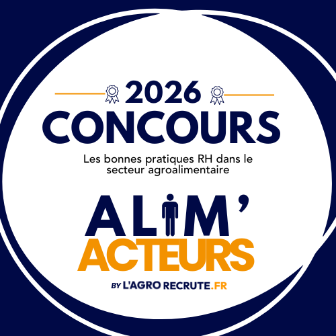 2026
CONCOURS
Les bonnes pratiques RH dans le
secteur agroalimentaire
ALIM'
ACTEURS
BY L'AGRO RECRUTE.FR